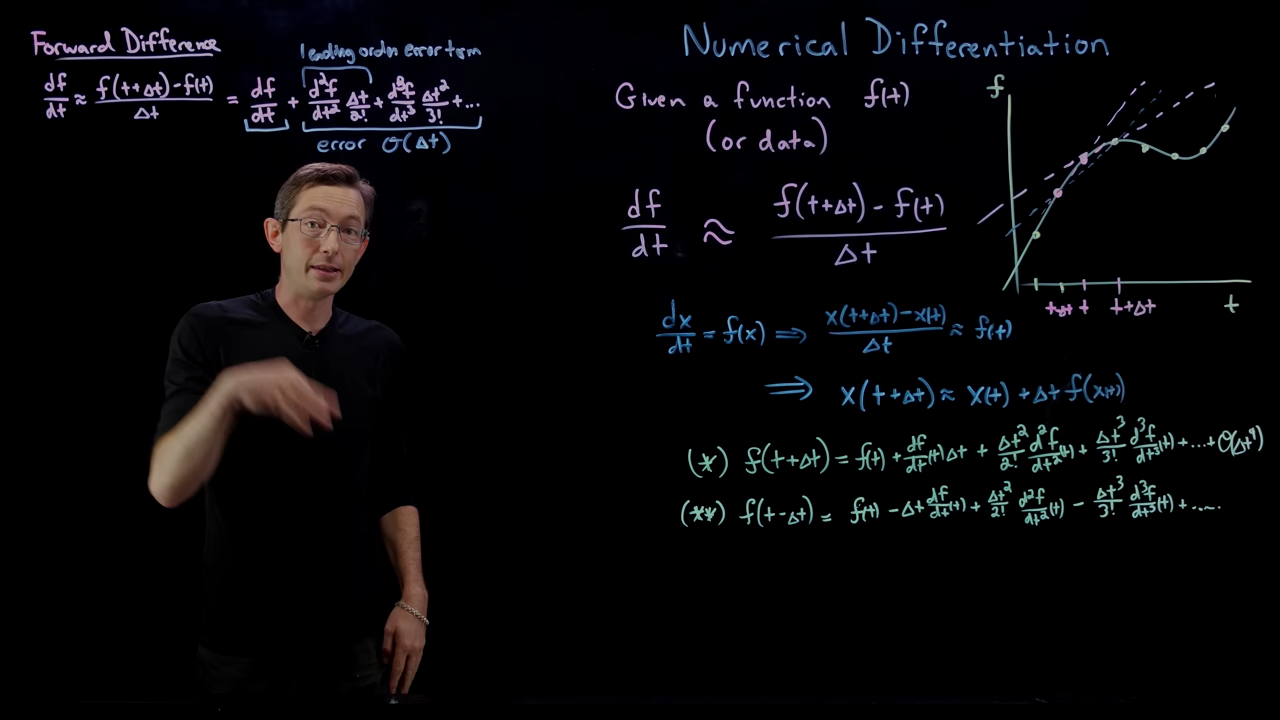 Forward Difference
leading order error term
df/dt ≈ (f(t+Δt) - f(t))/Δt = df/dt + d²f/dt² Δt/2! + d³f/dt³ Δt²/3! + ...
error O(Δt)
Numerical Differentiation
Given a function f(t)
(or data)
df/dt ≈ (f(t+Δt) - f(t))/Δt
f
t-Δt t t+Δt t
dx/dt = f(x) ⟹ (x(t+Δt) - x(t))/Δt ≈ f(t)
⟹ x(t+Δt) ≈ x(t) + Δt f(x(t))
(*) f(t+Δt) = f(t) + df/dt(t) Δt + Δt²/2! d²f/dt²(t) + Δt³/3! d³f/dt³(t) + ... + O(Δt⁴)
(**) f(t-Δt) = f(t) - Δt df/dt(t) + Δt²/2! d²f/dt²(t) - Δt³/3! d³f/dt³(t) + ....